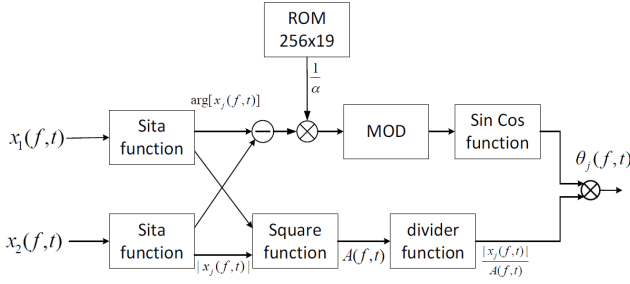 ROM
256x19
1/α
arg[x_j(f,t)]
x_1(f,t)
Sita
function
MOD
Sin Cos
function
θ_j(f,t)
x_2(f,t)
Sita
function
|x_j(f,t)|
Square
function
A(f,t)
divider
function
|x_j(f,t)|
A(f,t)